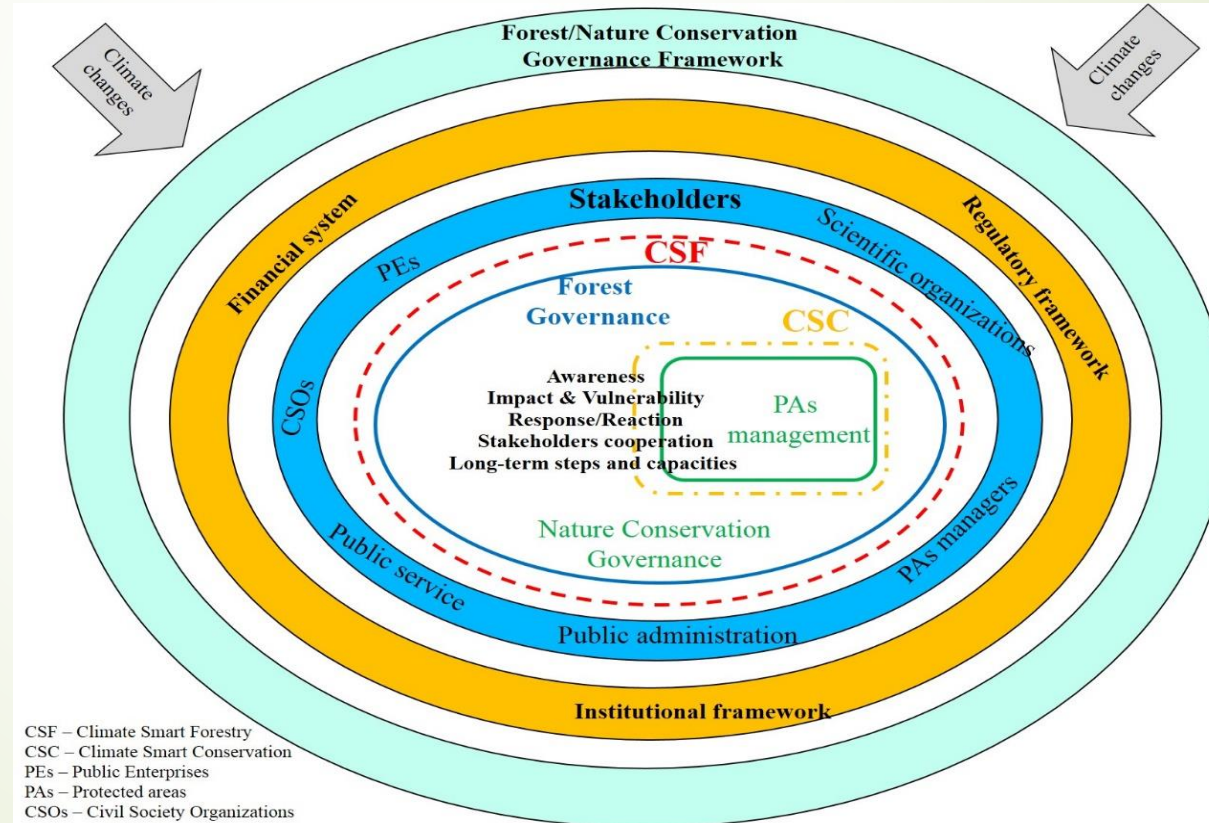 Forest/Nature Conservation
Governance Framework
Climate
changes
Climate
changes
Financial system
Regulatory framework
Stakeholders
PEs
Scientific organizations
CSF
Forest
Governance
CSC
CSOs
Awareness
Impact & Vulnerability
Response/Reaction
Stakeholders cooperation
Long-term steps and capacities
PAs
management
Nature Conservation
Governance
Public service
PAs managers
Public administration
Institutional framework
CSF – Climate Smart Forestry
CSC – Climate Smart Conservation
PEs – Public Enterprises
PAs – Protected areas
CSOs – Civil Society Organizations